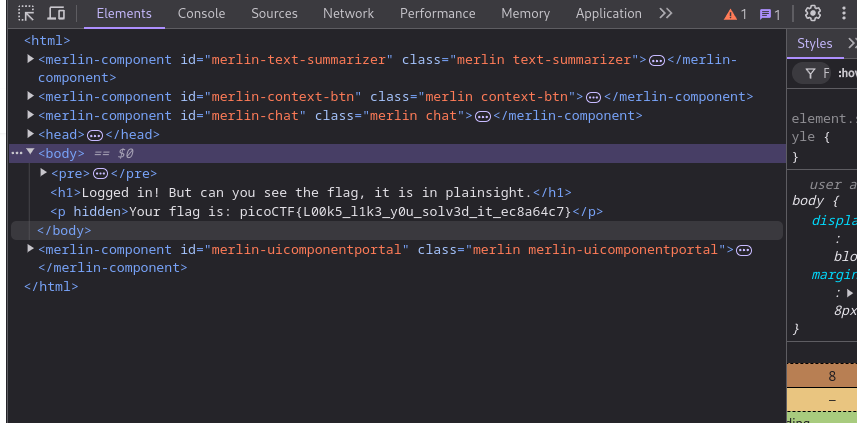 Elements Console Sources Network Performance Memory Application 1 1
<html>
<merlin-component id="merlin-text-summarizer" class="merlin text-summarizer"></merlin-
component>
<merlin-component id="merlin-context-btn" class="merlin context-btn"></merlin-component>
<merlin-component id="merlin-chat" class="merlin chat"></merlin-component>
<head></head>
<body> == $0
<pre></pre>
<h1>Logged in! But can you see the flag, it is in plainsight.</h1>
<p hidden>Your flag is: picoCTF{L00k5_l1k3_y0u_solv3d_it_ec8a64c7}</p>
</body>
<merlin-component id="merlin-uicomponentportal" class="merlin merlin-uicomponentportal">
</merlin-component>
</html>
Styles
F :hov
element.s
yle {
}
user a
body {
displa
:
blo
margin
:
8px
}
8
–